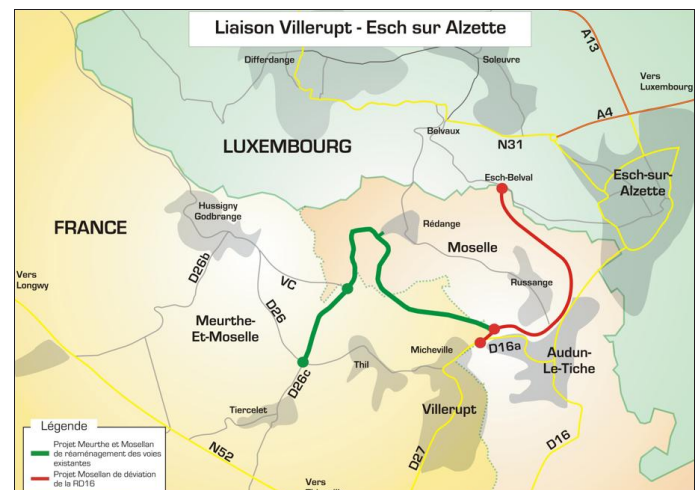 Liaison Villerupt - Esch sur Alzette
A13
Differdange
Soleuvre
Vers
Luxembourg
A4
Belvaux
N31
LUXEMBOURG
Esch-Belval
Esch-sur-
Alzette
Hussigny
Godbrange
FRANCE
Rédange
Moselle
D26b
Vers
Longwy
VC
Russange
D26
Meurthe-
Et-Moselle
Micheville
D16a
Audun-
Le-Tiche
Thil
D26c
Tiercelet
Villerupt
Légende
Projet Meurthe et Mosellan
de réaménagement des voies
existantes
Projet Mosellan de déviation
de la RD16
N52
D27
D16
Vers